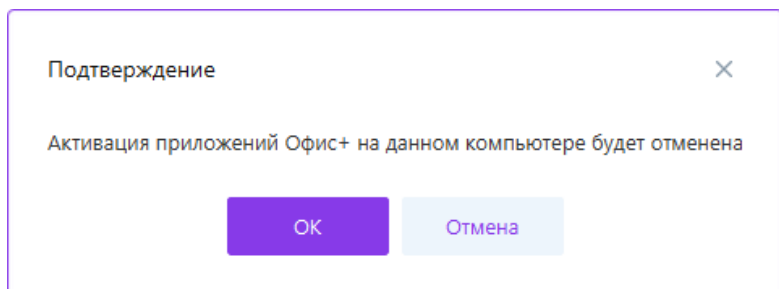 Подтверждение
Активация приложений Офис+ на данном компьютере будет отменена
ОК Отмена